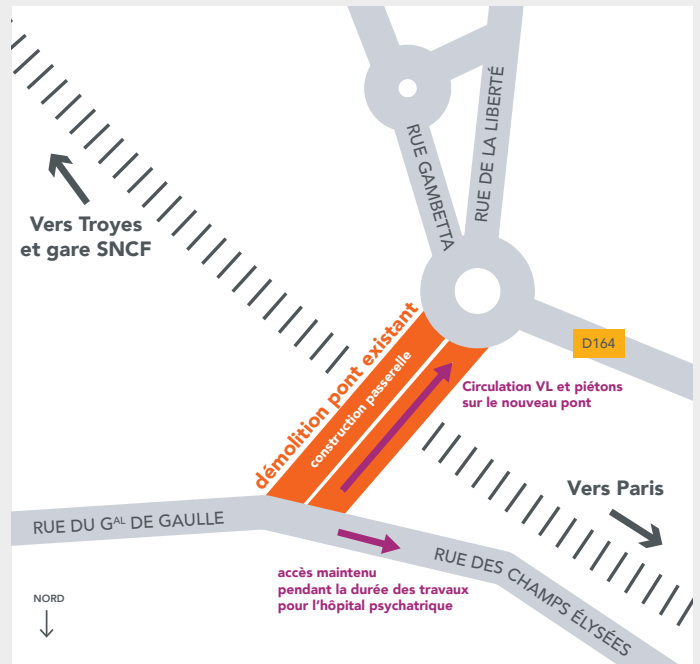 RUE GAMBETTA
RUE DE LA LIBERTÉ
Vers Troyes
et gare SNCF
D164
démolition pont existant
construction passerelle
Circulation VL et piétons
sur le nouveau pont
Vers Paris
RUE DU GAL DE GAULLE
RUE DES CHAMPS ÉLYSÉES
accès maintenu
pendant la durée des travaux
pour l'hôpital psychatrique
NORD